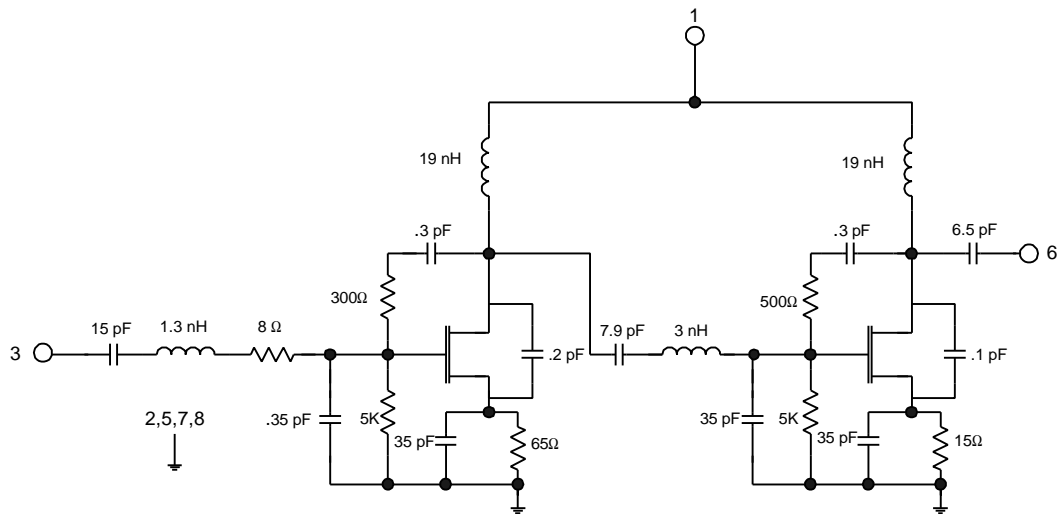 1
19 nH
19 nH
.3 pF
.3 pF
6.5 pF
6
300Ω
500Ω
3
15 pF
1.3 nH
8 Ω
.2 pF
7.9 pF
3 nH
.1 pF
2,5,7,8
.35 pF
5K
35 pF
65Ω
35 pF
5K
35 pF
15Ω